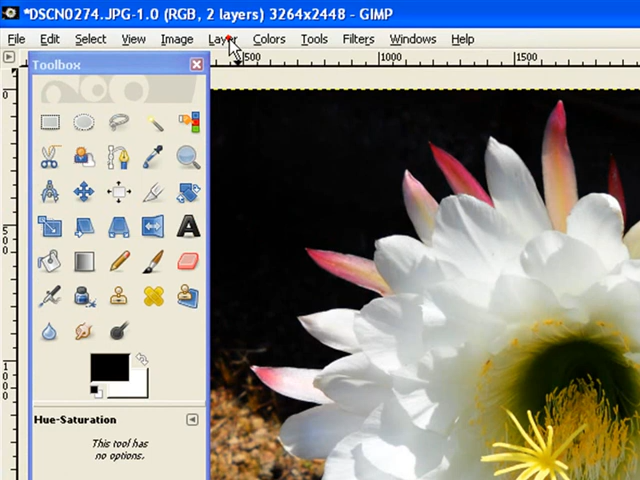 *DSCN0274.JPG-1.0 (RGB, 2 layers) 3264x2448 – GIMP
File Edit Select View Image Layer Colors Tools Filters Windows Help
500 1000 1500
Toolbox
0
500
1000
Hue-Saturation
This tool has
no options.